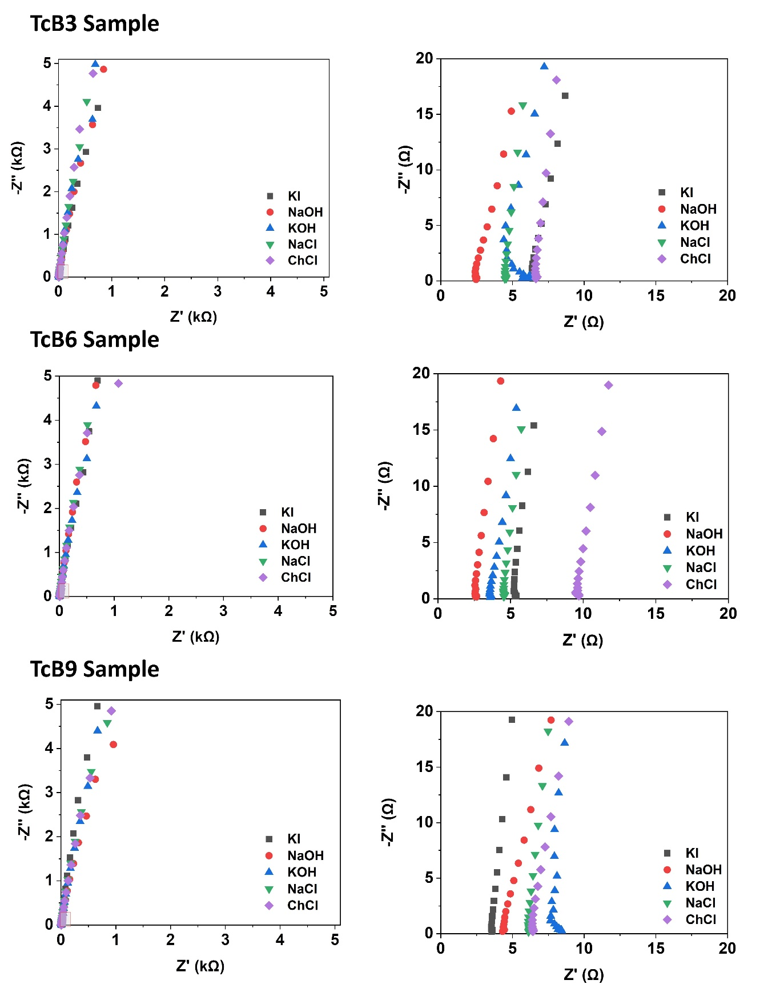 TcB3 Sample
5
4
3
2
1
0
-Z'' (kΩ)
KI
NaOH
KOH
NaCl
ChCl
0 1 2 3 4 5
Z' (kΩ)
20
15
10
5
0
-Z'' (Ω)
KI
NaOH
KOH
NaCl
ChCl
0 5 10 15 20
Z' (Ω)
TcB6 Sample
5
4
3
2
1
0
-Z'' (kΩ)
KI
NaOH
KOH
NaCl
ChCl
0 1 2 3 4 5
Z' (kΩ)
20
15
10
5
0
-Z'' (Ω)
KI
NaOH
KOH
NaCl
ChCl
0 5 10 15 20
Z' (Ω)
TcB9 Sample
5
4
3
2
1
0
-Z'' (kΩ)
KI
NaOH
KOH
NaCl
ChCl
0 1 2 3 4 5
Z' (kΩ)
20
15
10
5
0
-Z'' (Ω)
KI
NaOH
KOH
NaCl
ChCl
0 5 10 15 20
Z' (Ω)